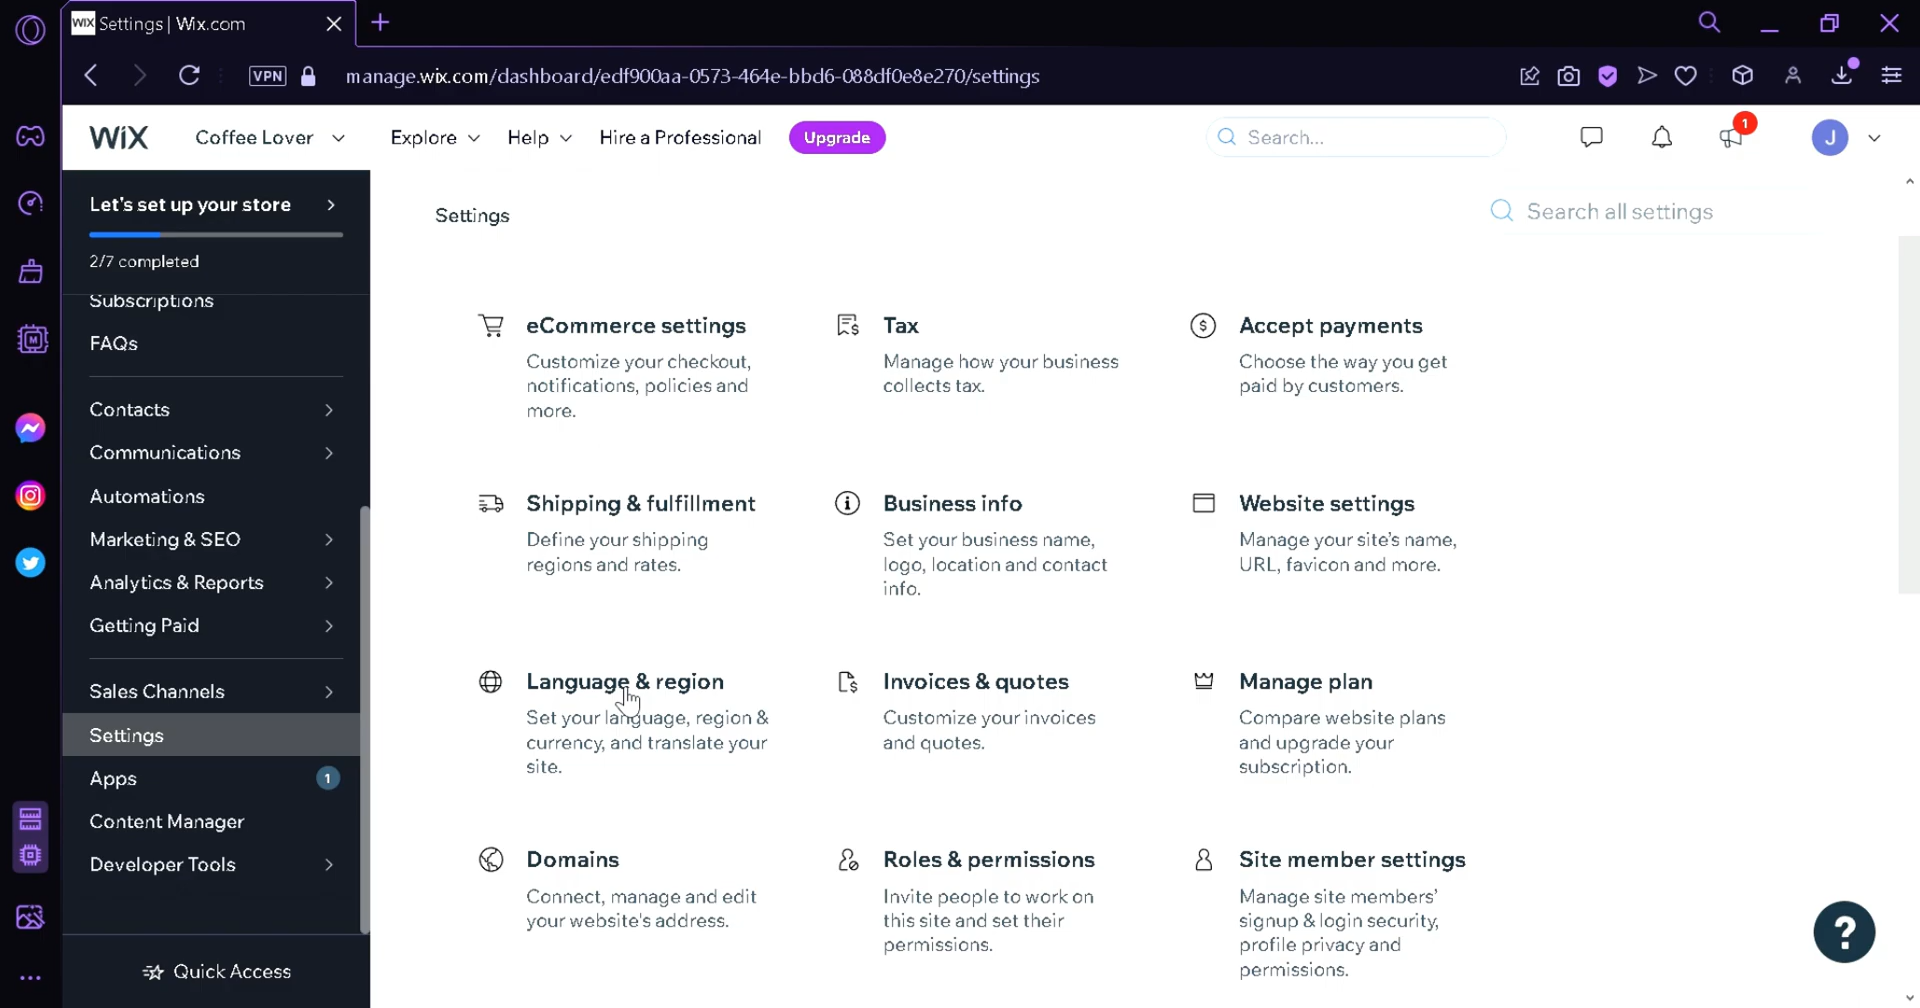 WIX Settings | Wix.com
VPN manage.wix.com/dashboard/edf900aa-0573-464e-bbd6-088df0e8e270/settings
WiX Coffee Lover Explore Help Hire a Professional Upgrade Search... 1 J
Let's set up your store
2/7 completed
Subscriptions
FAQs
Contacts
Communications
Automations
Marketing & SEO
Analytics & Reports
Getting Paid
Sales Channels
Settings
Apps 1
Content Manager
Developer Tools
Quick Access
M
Settings
Search all settings
eCommerce settings
Customize your checkout,
notifications, policies and
more.
Tax
Manage how your business
collects tax.
Accept payments
Choose the way you get
paid by customers.
Shipping & fulfillment
Define your shipping
regions and rates.
Business info
Set your business name,
logo, location and contact
info.
Website settings
Manage your site's name,
URL, favicon and more.
Language & region
Set your language, region &
currency, and translate your
site.
Invoices & quotes
Customize your invoices
and quotes.
Manage plan
Compare website plans
and upgrade your
subscription.
Domains
Connect, manage and edit
your website's address.
Roles & permissions
Invite people to work on
this site and set their
permissions.
Site member settings
Manage site members'
signup & login security,
profile privacy and
permissions.
?